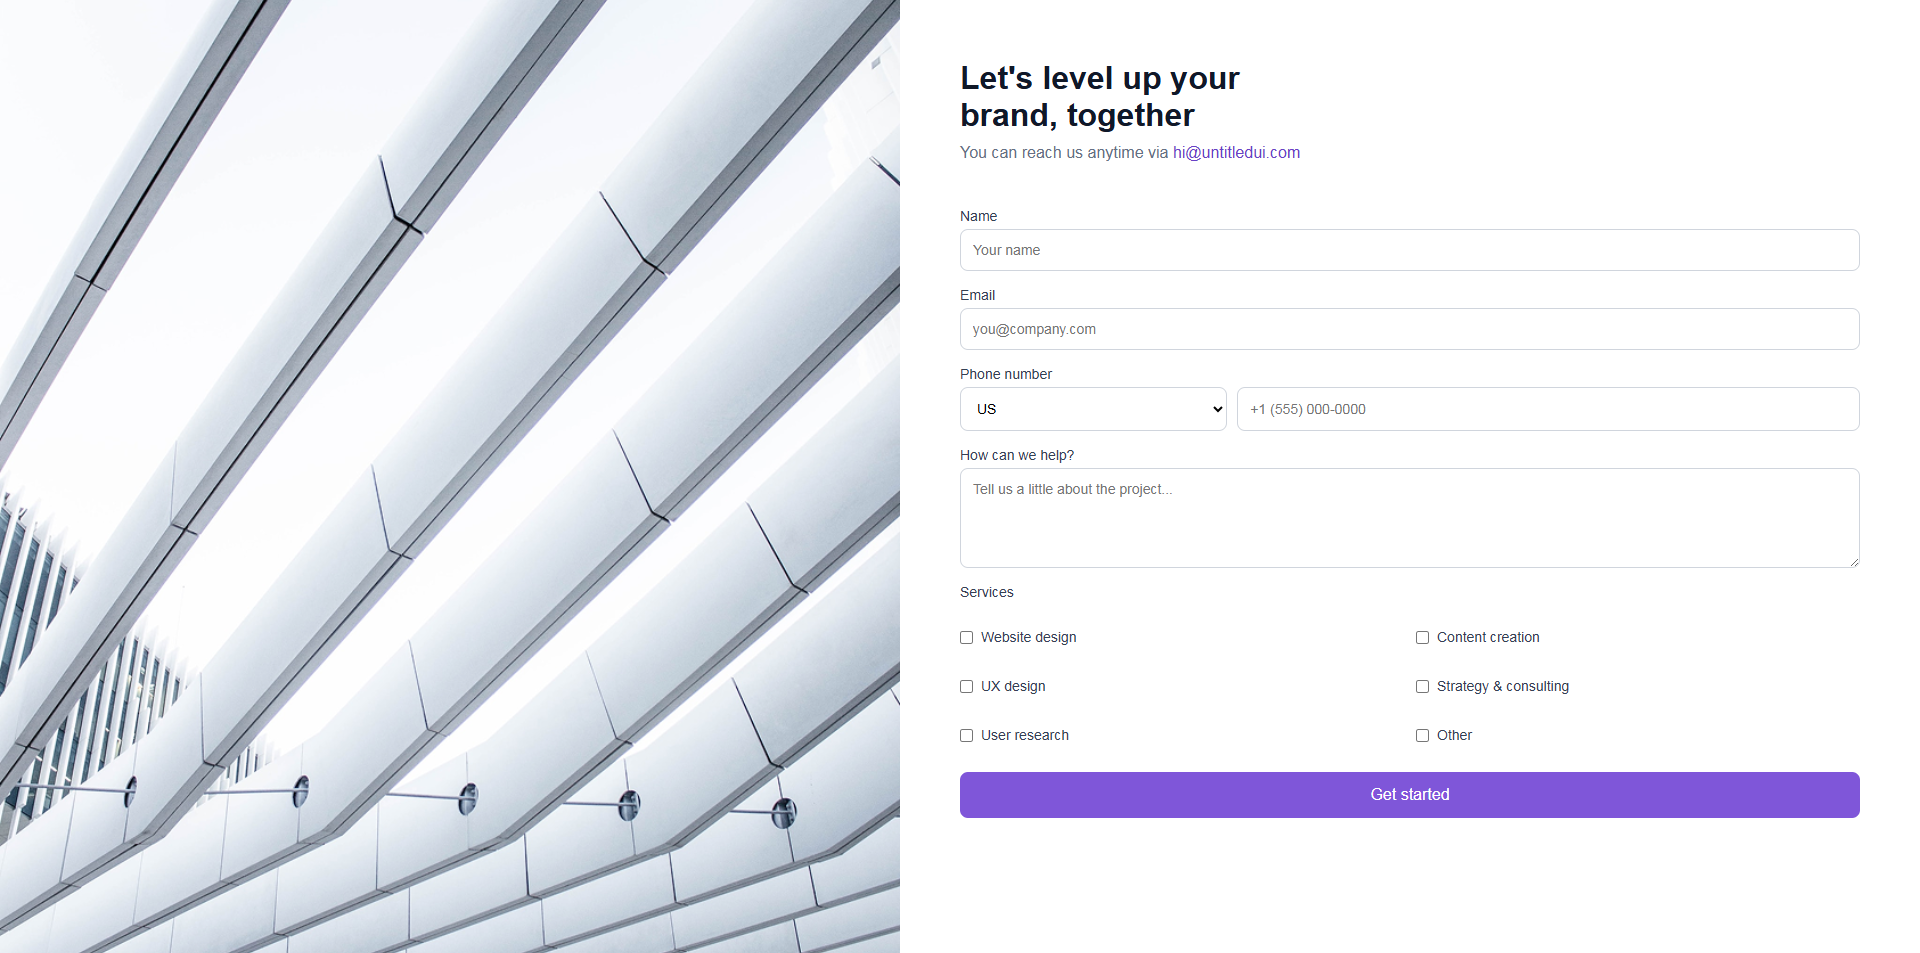 Let's level up your
brand, together
You can reach us anytime via hi@untitledui.com
Name
Your name
Email
you@company.com
Phone number
US
+1 (555) 000-0000
How can we help?
Tell us a little about the project...
Services
Website design
Content creation
UX design
Strategy & consulting
User research
Other
Get started